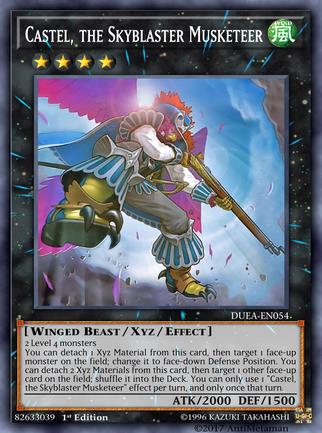 CASTEL, THE SKYBLASTER MUSKETEER
WIND
風
DUEA-EN054
[WINGED BEAST / XYZ / EFFECT]
2 Level 4 monsters
You can detach 1 Xyz Material from this card, then target 1 face-up
monster on the field; change it to face-down Defense Position. You
can detach 2 Xyz Materials from this card, then target 1 other face-up
card on the field; shuffle it into the Deck. You can only use 1 "Castel,
the Skyblaster Musketeer" effect per turn, and only once that turn.
ATK/2000 DEF/1500
82633039 1st Edition ©1996 KAZUKI TAKAHASHI
©2017 AntiMetaman